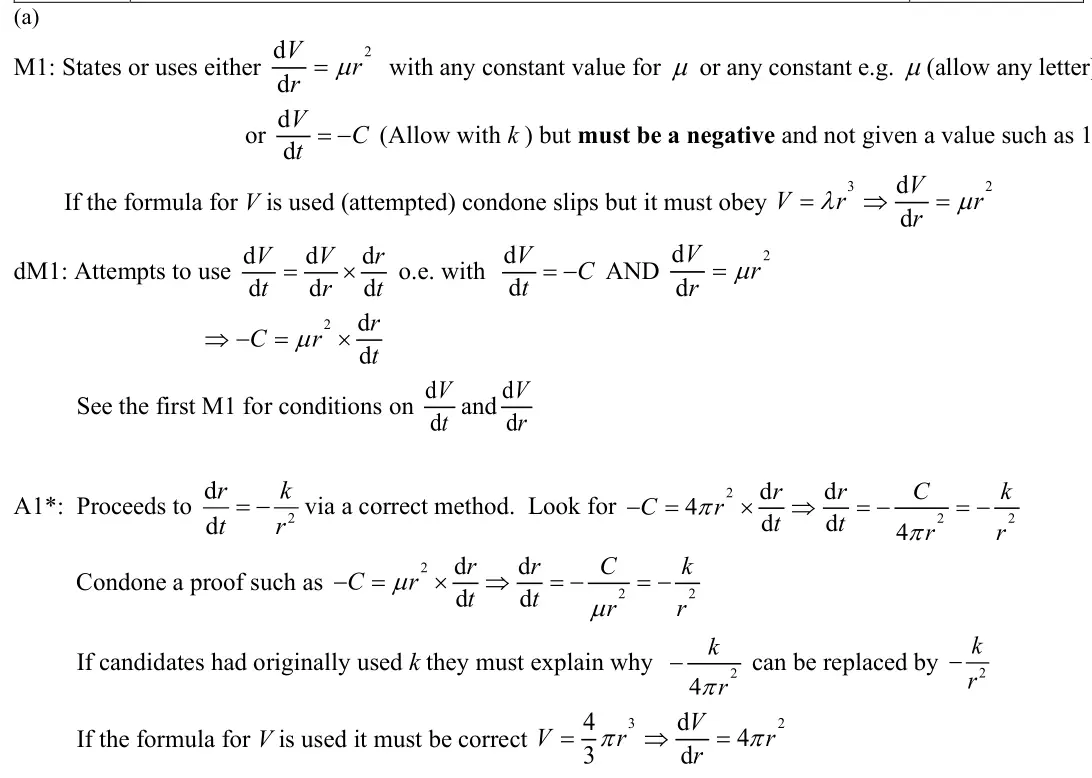 (a)
M1: States or uses either dV/dr = μr² with any constant value for μ or any constant e.g. μ (allow any letter)
or dV/dt = −C (Allow with k ) but must be a negative and not given a value such as 1
If the formula for V is used (attempted) condone slips but it must obey V = λr³ ⇒ dV/dr = μr²
dM1: Attempts to use dV/dt = dV/dr × dr/dt o.e. with dV/dt = −C AND dV/dr = μr²
⇒ −C = μr² × dr/dt
See the first M1 for conditions on dV/dt and dV/dr
A1*: Proceeds to dr/dt = −k/r² via a correct method. Look for −C = 4πr² × dr/dt ⇒ dr/dt = −C/4πr² = −k/r²
Condone a proof such as −C = μr² × dr/dt ⇒ dr/dt = −C/μr² = −k/r²
If candidates had originally used k they must explain why −k/4πr² can be replaced by −k/r²
If the formula for V is used it must be correct V = 4/3 πr³ ⇒ dV/dr = 4πr²